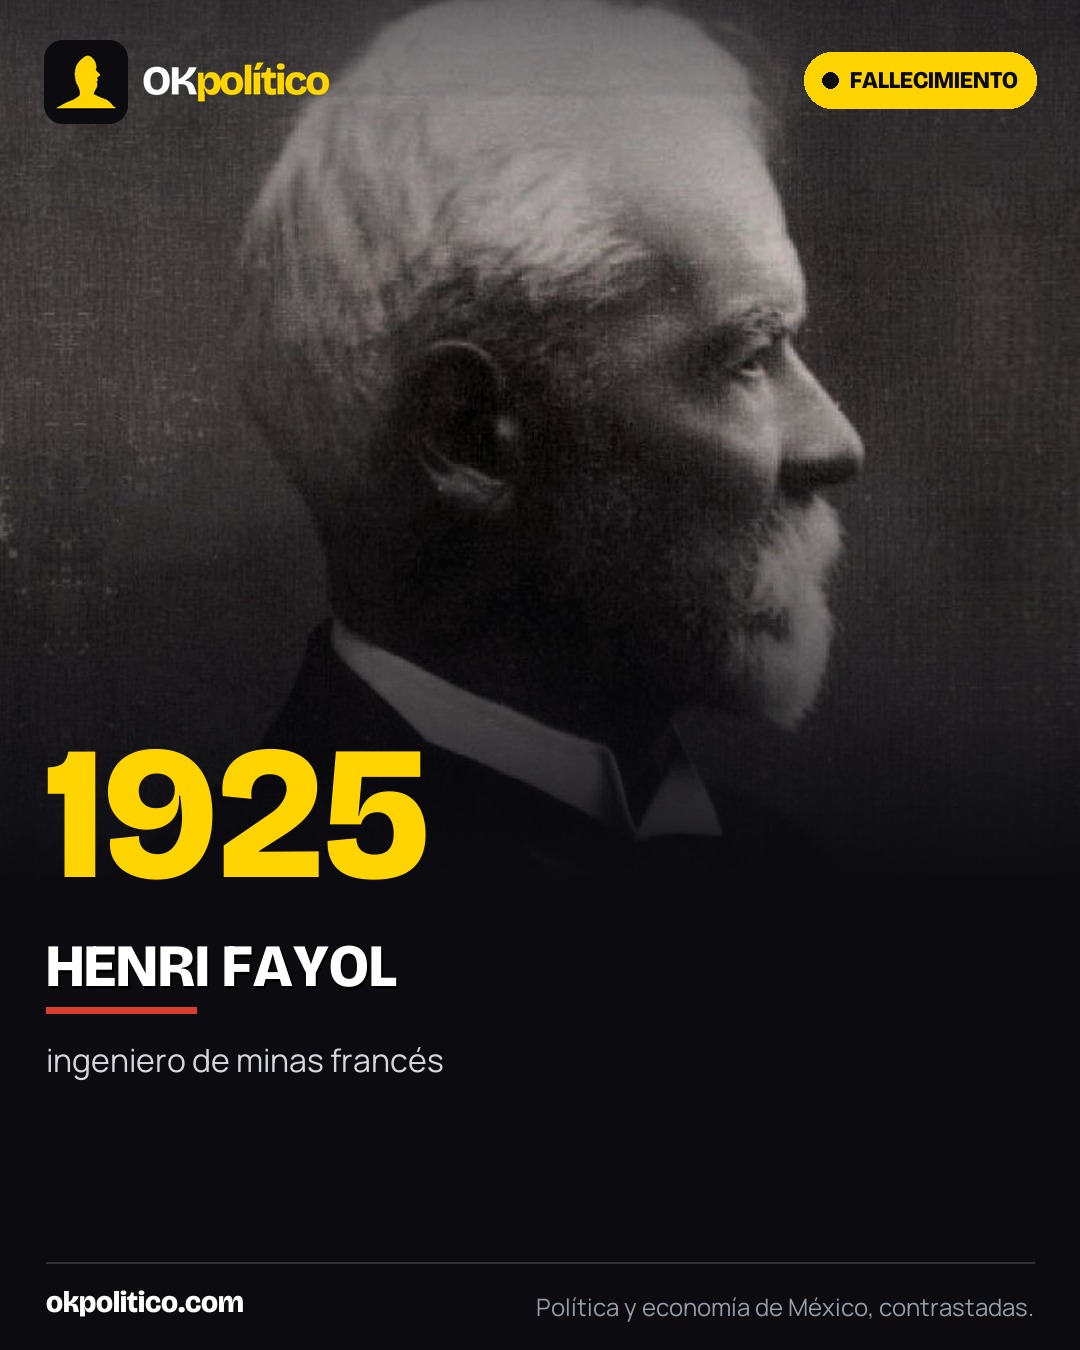 OKpolítico
FALLECIMIENTO
1925
HENRI FAYOL
ingeniero de minas francés
okpolitico.com
Política y economía de México, contrastadas.